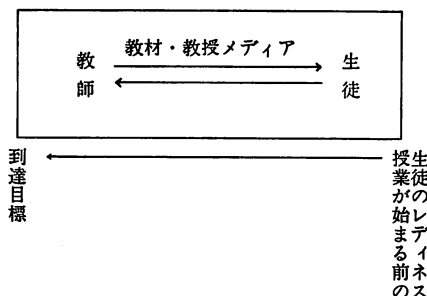 教師
教材・教授メディア
生徒
到達目標
生徒のレディネス
授業が始まる前の